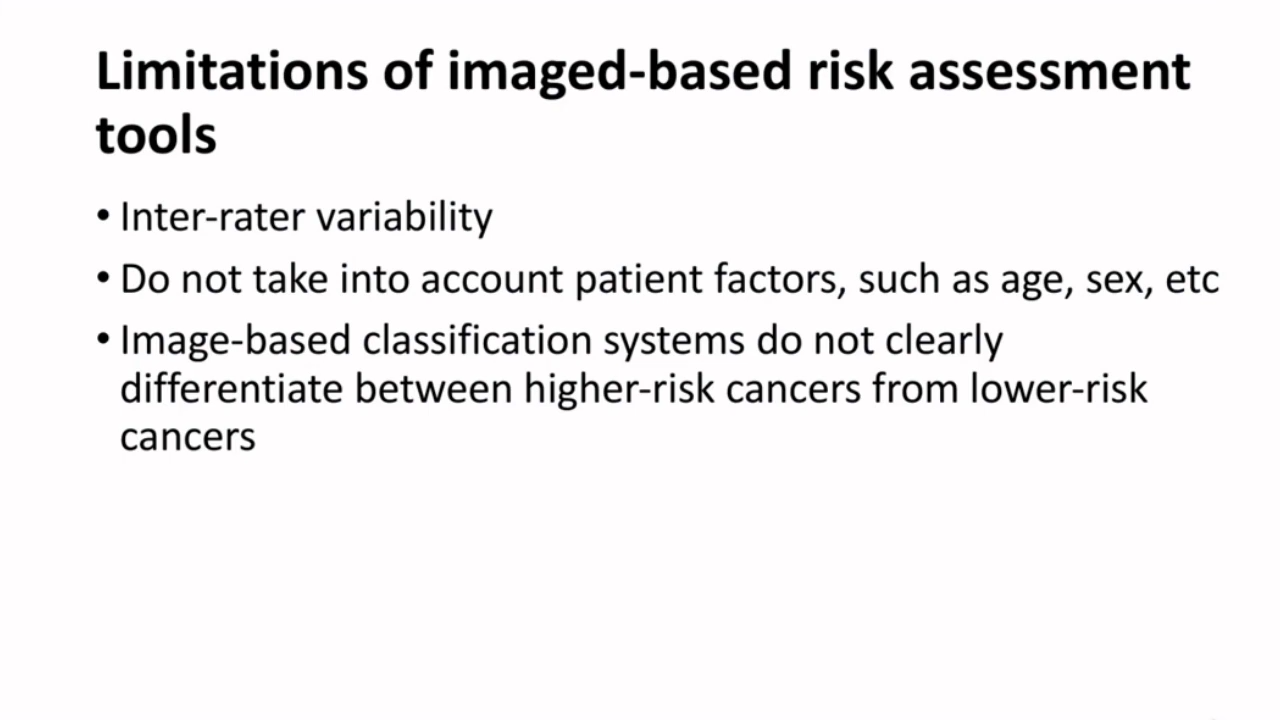 Limitations of imaged-based risk assessment
tools
• Inter-rater variability
• Do not take into account patient factors, such as age, sex, etc
• Image-based classification systems do not clearly
differentiate between higher-risk cancers from lower-risk
cancers